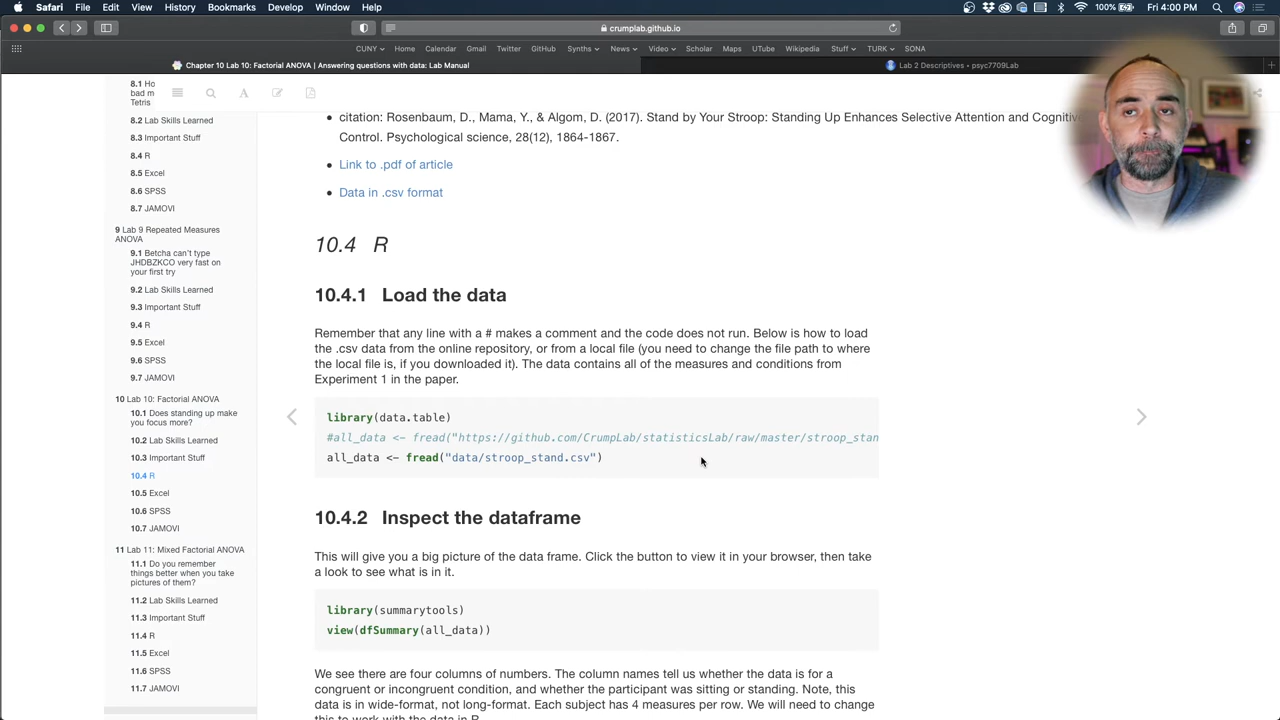 Safari File Edit View History Bookmarks Develop Window Help
100% Fri 4:00 PM
crumplab.github.io
CUNY Home Calendar Gmail Twitter GitHub Synths News Video Scholar Maps UTube Wikipedia Stuff TURK SONA
Chapter 10 Lab 10: Factorial ANOVA | Answering questions with data: Lab Manual
Lab 2 Descriptives • psyc7709Lab
8.1 Ho
bad m
Tetris
8.2 Lab Skills Learned
8.3 Important Stuff
8.4 R
8.5 Excel
8.6 SPSS
8.7 JAMOVI
9 Lab 9 Repeated Measures
ANOVA
9.1 Betcha can't type
JHDBZKCO very fast on
your first try
9.2 Lab Skills Learned
9.3 Important Stuff
9.4 R
9.5 Excel
9.6 SPSS
9.7 JAMOVI
10 Lab 10: Factorial ANOVA
10.1 Does standing up make
you focus more?
10.2 Lab Skills Learned
10.3 Important Stuff
10.4 R
10.5 Excel
10.6 SPSS
10.7 JAMOVI
11 Lab 11: Mixed Factorial ANOVA
11.1 Do you remember
things better when you take
pictures of them?
11.2 Lab Skills Learned
11.3 Important Stuff
11.4 R
11.5 Excel
11.6 SPSS
11.7 JAMOVI
• citation: Rosenbaum, D., Mama, Y., & Algom, D. (2017). Stand by Your Stroop: Standing Up Enhances Selective Attention and Cognitive
Control. Psychological science, 28(12), 1864-1867.
• Link to .pdf of article
• Data in .csv format
10.4 R
10.4.1 Load the data
Remember that any line with a # makes a comment and the code does not run. Below is how to load
the .csv data from the online repository, or from a local file (you need to change the file path to where
the local file is, if you downloaded it). The data contains all of the measures and conditions from
Experiment 1 in the paper.
library(data.table)
#all_data <- fread("https://github.com/CrumpLab/statisticsLab/raw/master/stroop_stan
all_data <- fread("data/stroop_stand.csv")
10.4.2 Inspect the dataframe
This will give you a big picture of the data frame. Click the button to view it in your browser, then take
a look to see what is in it.
library(summarytools)
view(dfSummary(all_data))
We see there are four columns of numbers. The column names tell us whether the data is for a
congruent or incongruent condition, and whether the participant was sitting or standing. Note, this
data is in wide-format, not long-format. Each subject has 4 measures per row. We will need to change
this to work with the data in R.